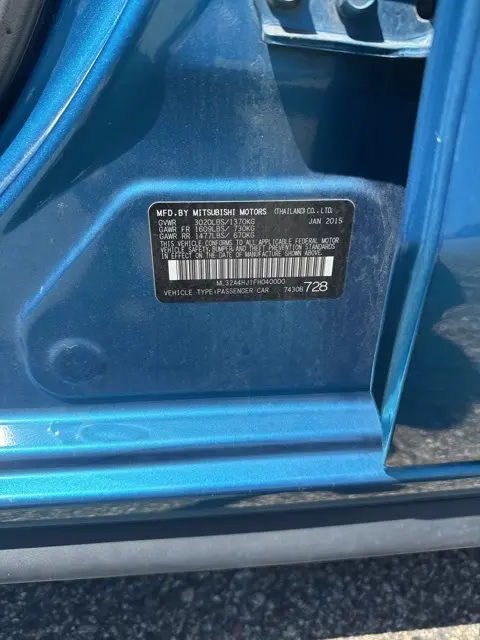 MFD.BY MITSUBISHI MOTORS (THAILAND) CO., LTD.
GVWR 3020LBS/1370KG JAN 2015
GAWR FR 1609LBS/ 730KG
GAWR RR 1477LBS/ 670KG
THIS VEHICLE CONFORMS TO ALL APPLICABLE FEDERAL MOTOR
VEHICLE SAFETY, BUMPER, AND THEFT PREVENTION STANDARDS
IN EFFECT ON THE DATE OF MANUFACTURE SHOWN ABOVE.
ML32A4HJ1FH040000
VEHICLE TYPE:PASSENGER CAR 74308 728